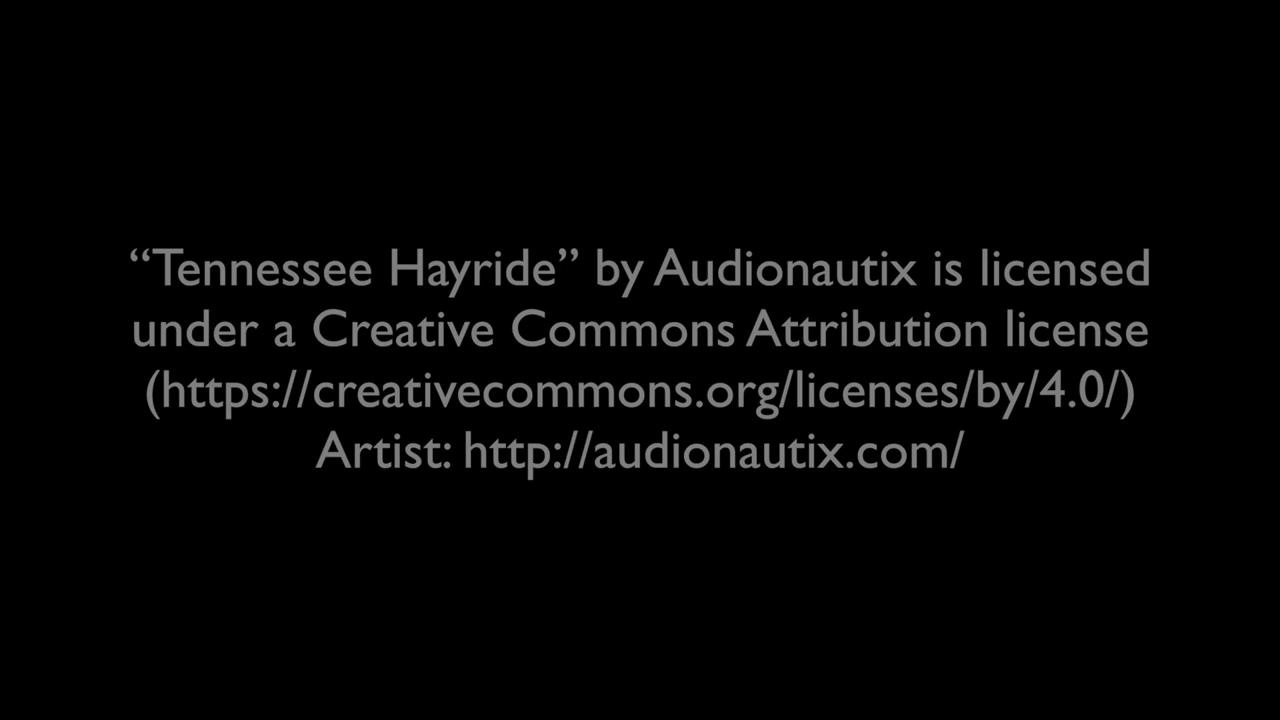 “Tennessee Hayride” by Audionautix is licensed
under a Creative Commons Attribution license
(https://creativecommons.org/licenses/by/4.0/)
Artist: http://audionautix.com/